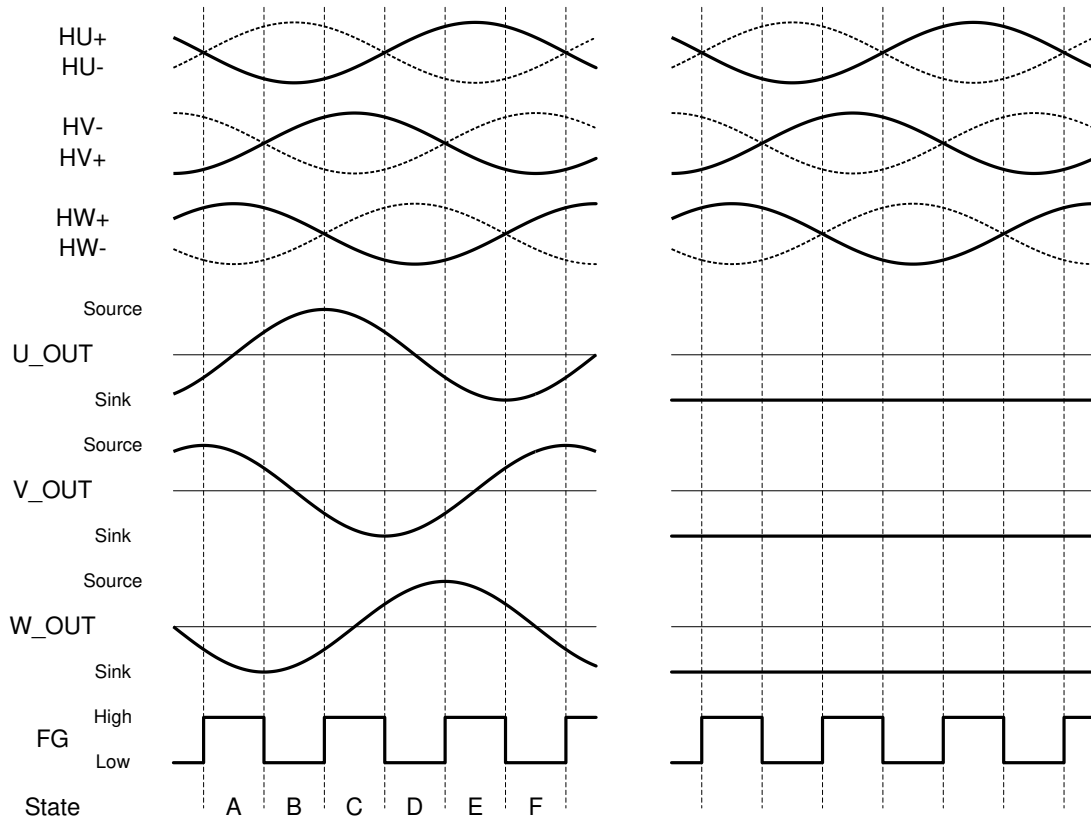 HU+
HU-
HV-
HV+
HW+
HW-
Source
U_OUT
Sink
Source
V_OUT
Sink
Source
W_OUT
Sink
High
FG
Low
State A B C D E F